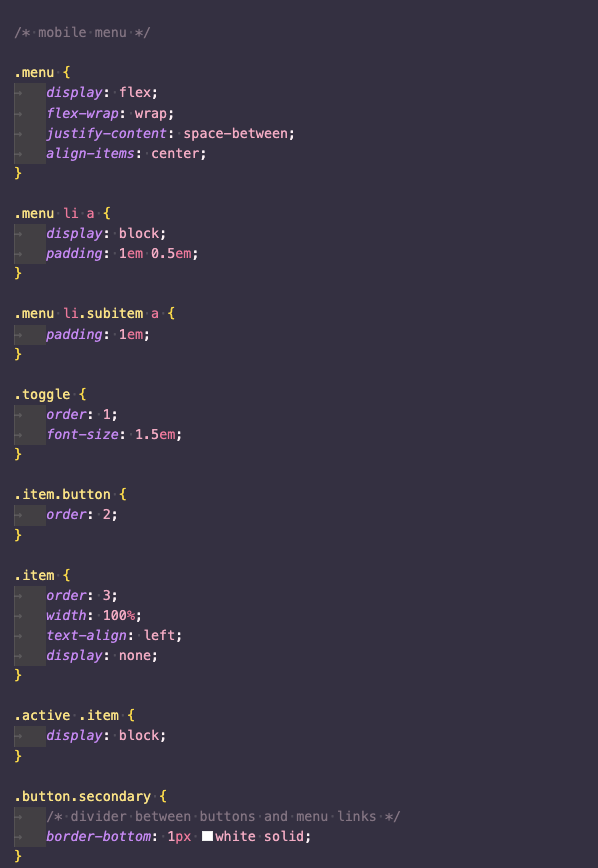 /* mobile menu */
.menu {
display: flex;
flex-wrap: wrap;
justify-content: space-between;
align-items: center;
}
.menu li a {
display: block;
padding: 1em 0.5em;
}
.menu li.subitem a {
padding: 1em;
}
.toggle {
order: 1;
font-size: 1.5em;
}
.item.button {
order: 2;
}
.item {
order: 3;
width: 100%;
text-align: left;
display: none;
}
.active .item {
display: block;
}
.button.secondary {
/* divider between buttons and menu links */
border-bottom: 1px white solid;
}